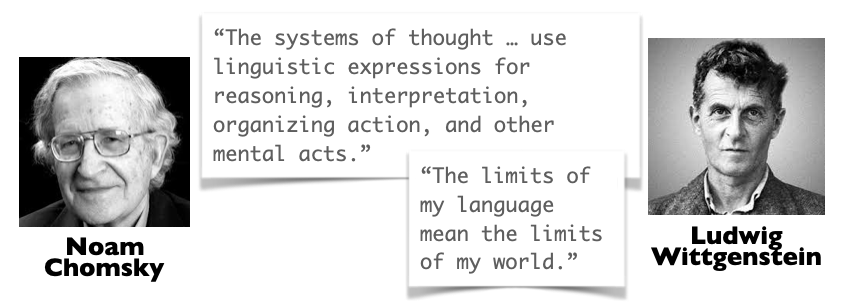 “The systems of thought … use
linguistic expressions for
reasoning, interpretation,
organizing action, and other
mental acts.”
“The limits of
my language
mean the limits
of my world.”
Noam
Chomsky
Ludwig
Wittgenstein